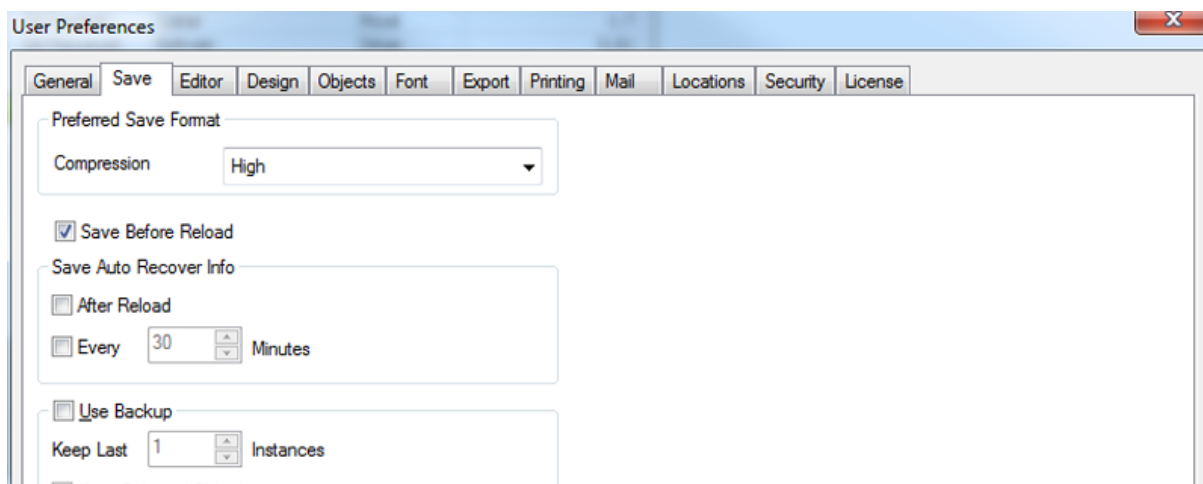 User Preferences
General Save Editor Design Objects Font Export Printing Mail Locations Security License
Preferred Save Format
Compression High
Save Before Reload
Save Auto Recover Info
After Reload
Every 30 Minutes
Use Backup
Keep Last 1 Instances